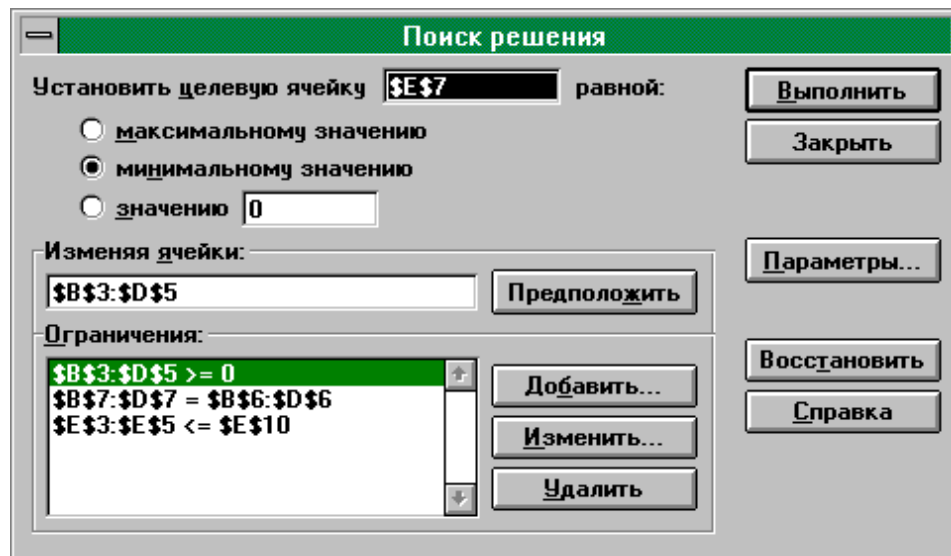 Поиск решения
Установить целевую ячейку $E$7 равной:
максимальному значению
минимальному значению
значению 0
Выполнить
Закрыть
Изменяя ячейки:
$B$3:$D$5
Предположить
Параметры...
Ограничения:
$B$3:$D$5 >= 0
$B$7:$D$7 = $B$6:$D$6
$E$3:$E$5 <= $E$10
Добавить...
Изменить...
Удалить
Восстановить
Справка